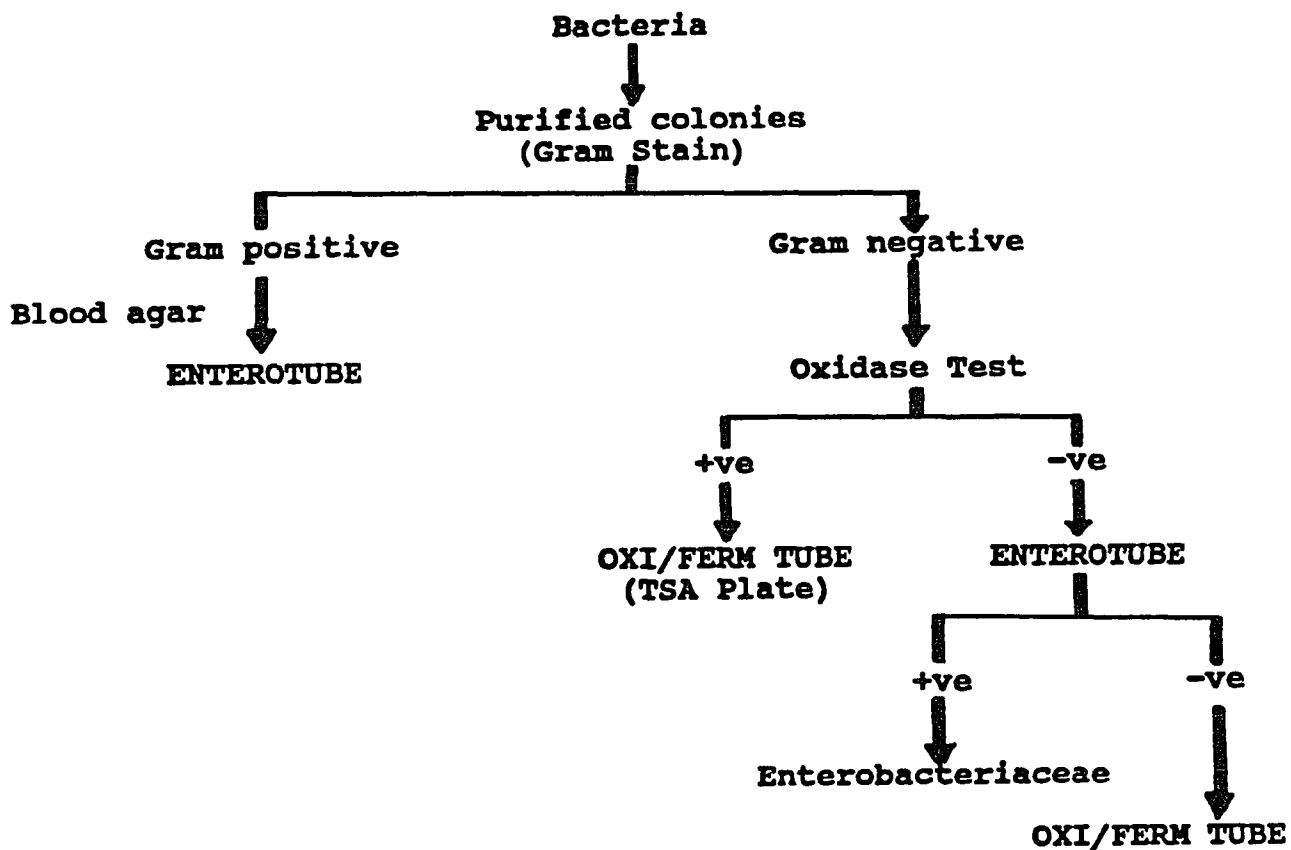 Bacteria
Purified colonies
(Gram Stain)
Gram positive
Gram negative
Blood agar
ENTEROTUBE
Oxidase Test
+ve
-ve
OXI/FERM TUBE
(TSA Plate)
ENTEROTUBE
+ve
-ve
Enterobacteriaceae
OXI/FERM TUBE